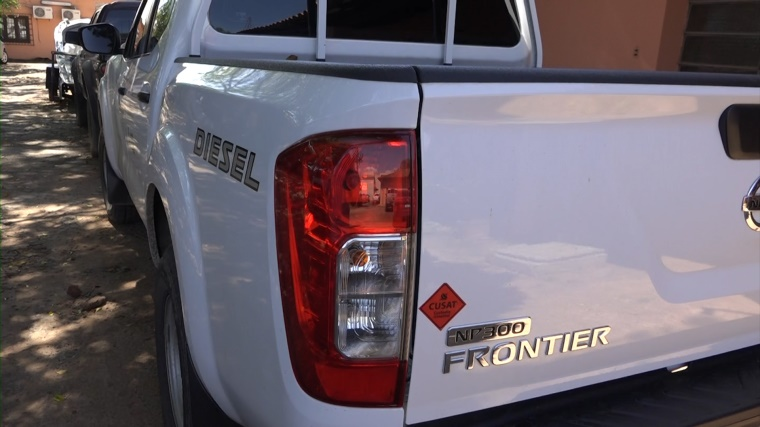 DIESEL
CUSAT
NP300
FRONTIER